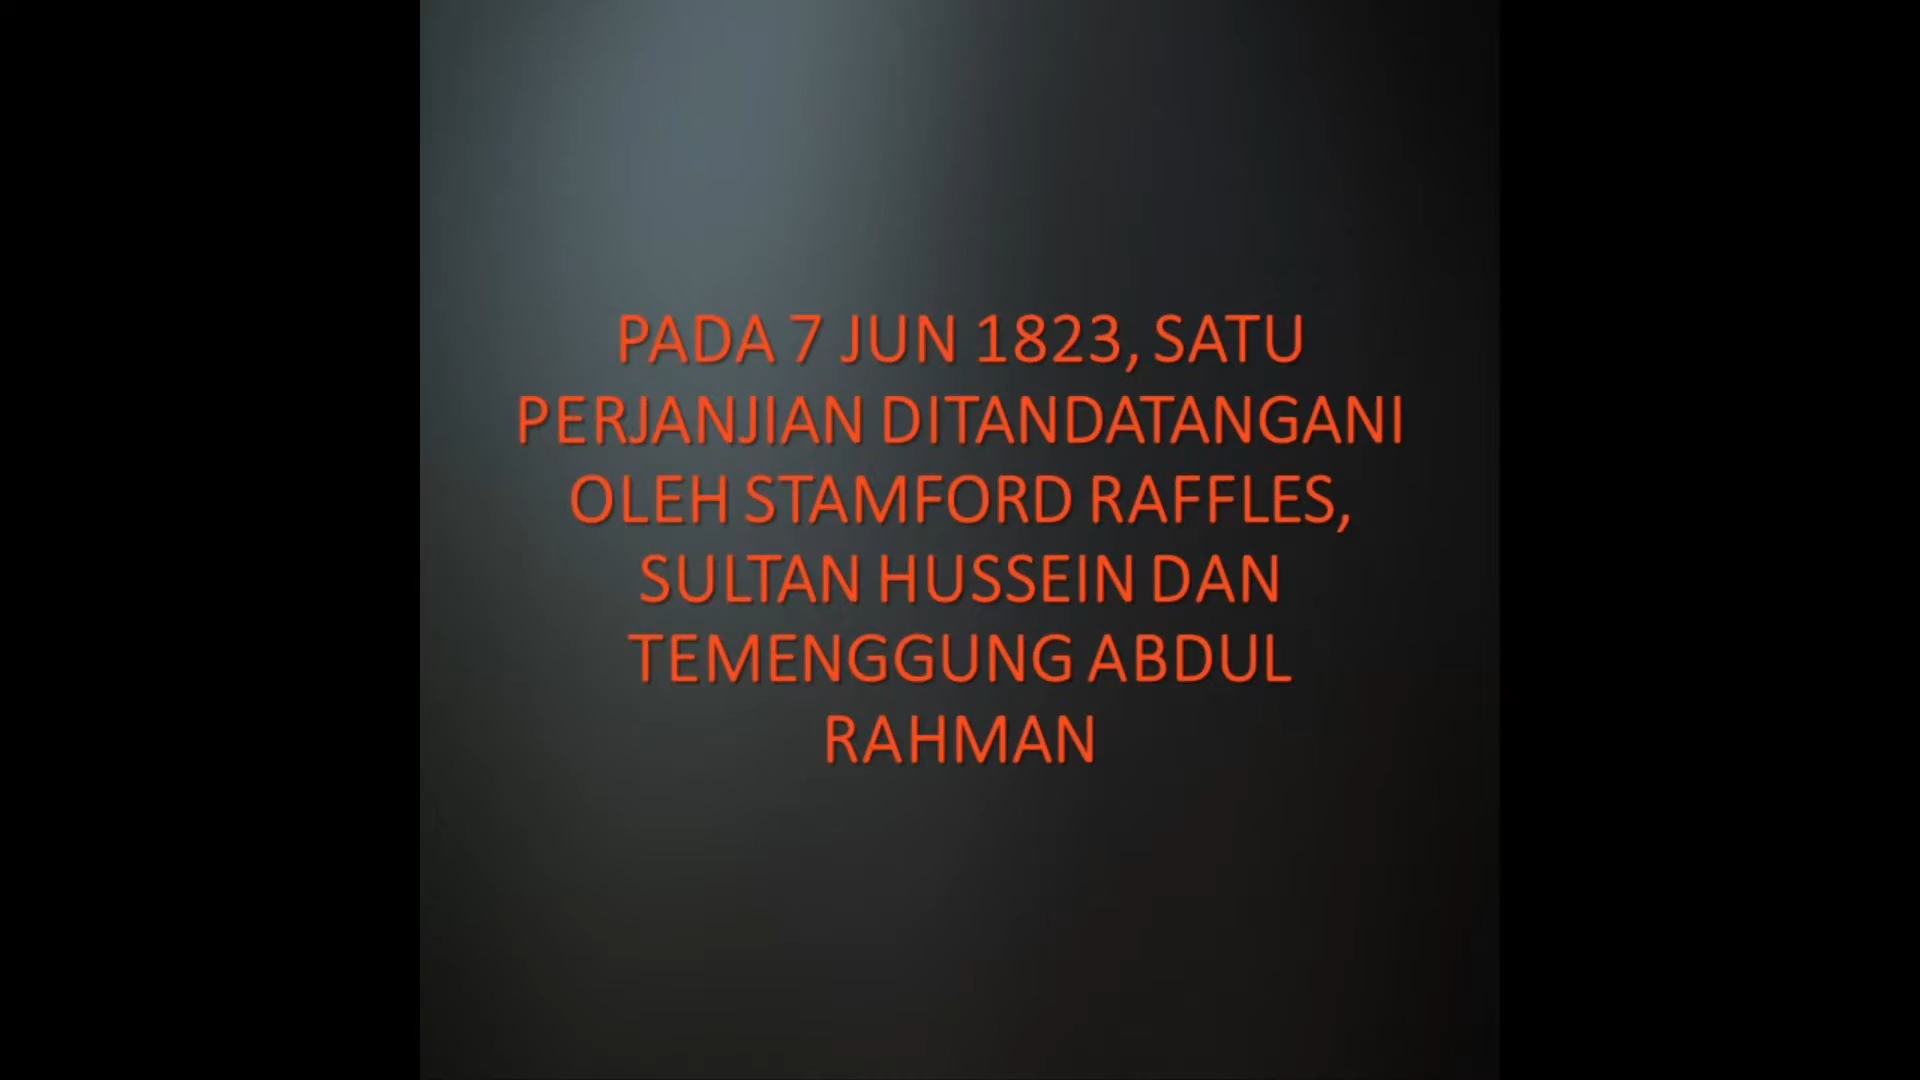 PADA 7 JUN 1823, SATU
PERJANJIAN DITANDATANGANI
OLEH STAMFORD RAFFLES,
SULTAN HUSSEIN DAN
TEMENGGUNG ABDUL
RAHMAN